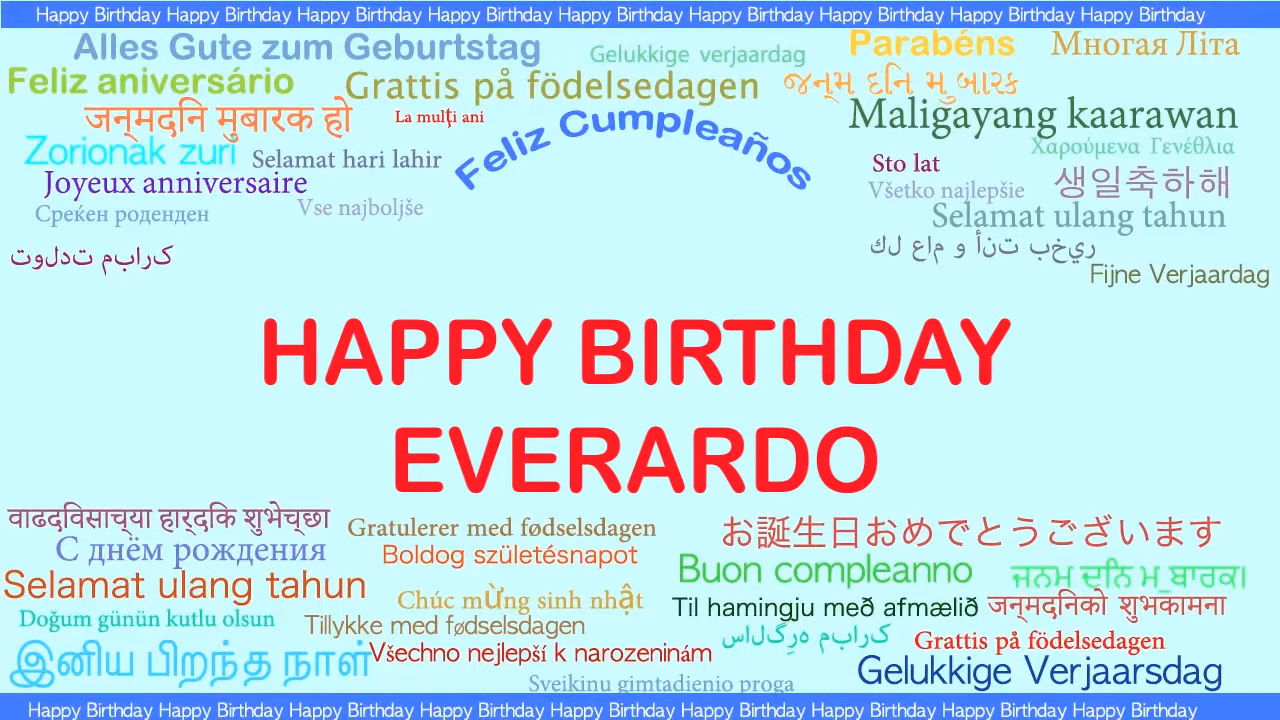 Happy Birthday Happy Birthday Happy Birthday Happy Birthday Happy Birthday Happy Birthday Happy Birthday Happy Birthday Happy Birthday
Alles Gute zum Geburtstag
Gelukkige verjaardag
Parabéns
Многая Літа
Feliz aniversário
Grattis på födelsedagen
જન્મ દનિ મુબારક
जन्मदनि मुबारक हो
La mulţi ani
Feliz Cumpleaños
Maligayang kaarawan
Zorionak zuri
Selamat hari lahir
Sto lat
Χαρούμενα Γενέθλια
Joyeux anniversaire
Všetko najlepšie
생일축하해
Среќен роденден
Vse najboljše
Selamat ulang tahun
تولدت مبارک
كل عام و أنت بخير
Fijne Verjaardag
HAPPY BIRTHDAY
EVERARDO
वाढदविसाच्या हार्दकि शुभेच्छा
Gratulerer med fødselsdagen
お誕生日おめでとうございます
С днём рождения
Boldog születésnapot
Buon compleanno
ਜਨਮ ਦਨਿ ਮੁਬਾਰਕ।
Selamat ulang tahun
Chúc mừng sinh nhật
Til hamingju með afmælið
जन्मदनिको शुभकामना
Doğum günün kutlu olsun
Tillykke med fødselsdagen
سالگرہ مبارک
Grattis på födelsedagen
இனிய பிறந்த நாள்
Všechno nejlepší k narozeninám
Gelukkige Verjaarsdag
Sveikinu gimtadienio proga
Happy Birthday Happy Birthday Happy Birthday Happy Birthday Happy Birthday Happy Birthday Happy Birthday Happy Birthday Happy Birthday